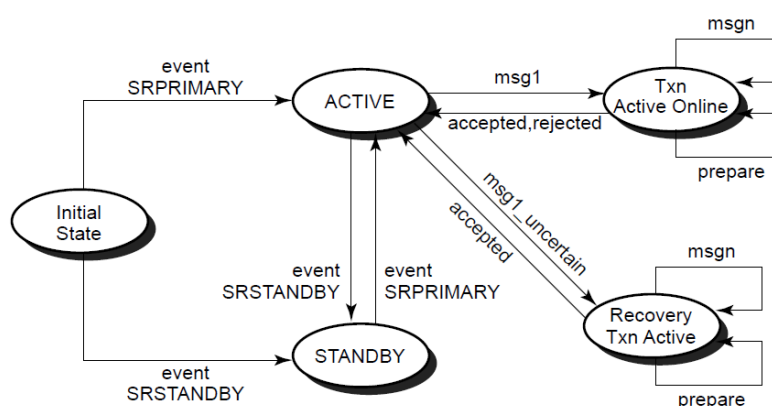 msgn
event
SRPRIMARY
msg1
Txn
Active Online
ACTIVE
accepted,rejected
prepare
msg1_uncertain
accepted
Initial
State
msgn
event
SRSTANDBY
event
SRPRIMARY
Recovery
Txn Active
STANDBY
event
SRSTANDBY
prepare